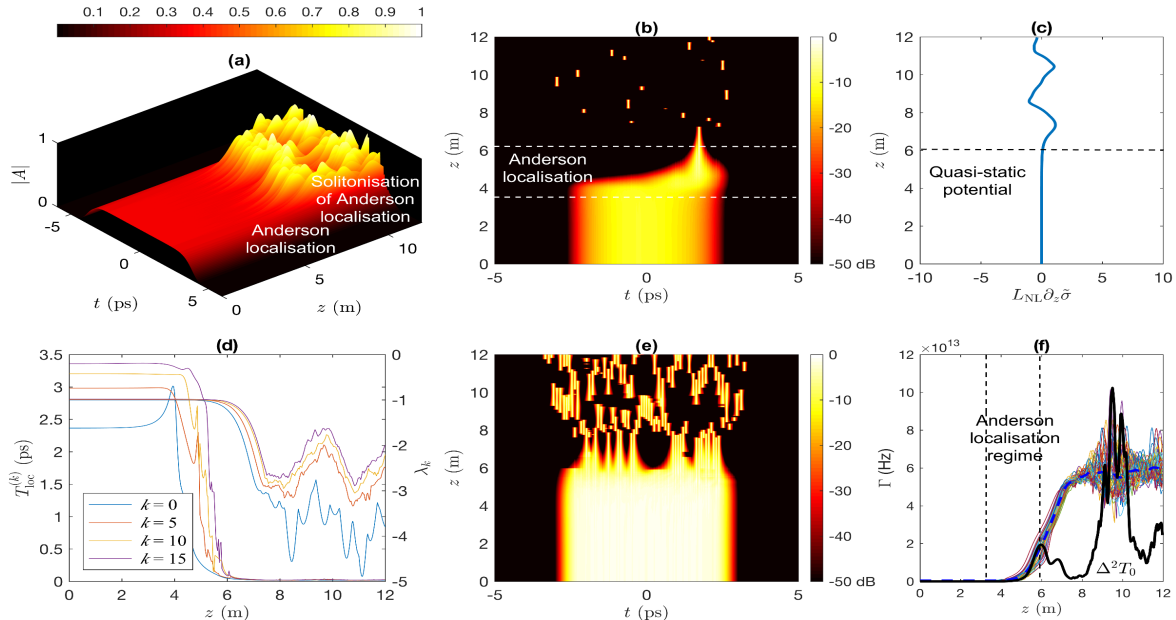 0.1 0.2 0.3 0.4 0.5 0.6 0.7 0.8 0.9 1
(a)
1
|A|
0
-5
0
5
t (ps)
0
5
10
z (m)
Solitonisation
of Anderson
localisation
Anderson
localisation
(b)
12
10
8
6
4
2
0
z (m)
-5 0 5
t (ps)
Anderson
localisation
0
-10
-20
-30
-40
-50 dB
(c)
12
10
8
6
4
2
0
z (m)
Quasi-static
potential
-10 -5 0 5 10
L_NL ∂_z σ̃
(d)
3.5
3
2.5
2
1.5
1
0.5
0
T_loc^(k) (ps)
k = 0
k = 5
k = 10
k = 15
0 2 4 6 8 10 12
z (m)
0
-1
-2
-3
-4
-5
λ_k
(e)
12
10
8
6
4
2
0
z (m)
-5 0 5
t (ps)
0
-10
-20
-30
-40
-50 dB
(f)
×10^13
12
10
8
6
4
2
0
Γ (Hz)
Anderson
localisation
regime
Δ²T₀
0 2 4 6 8 10 12
z (m)